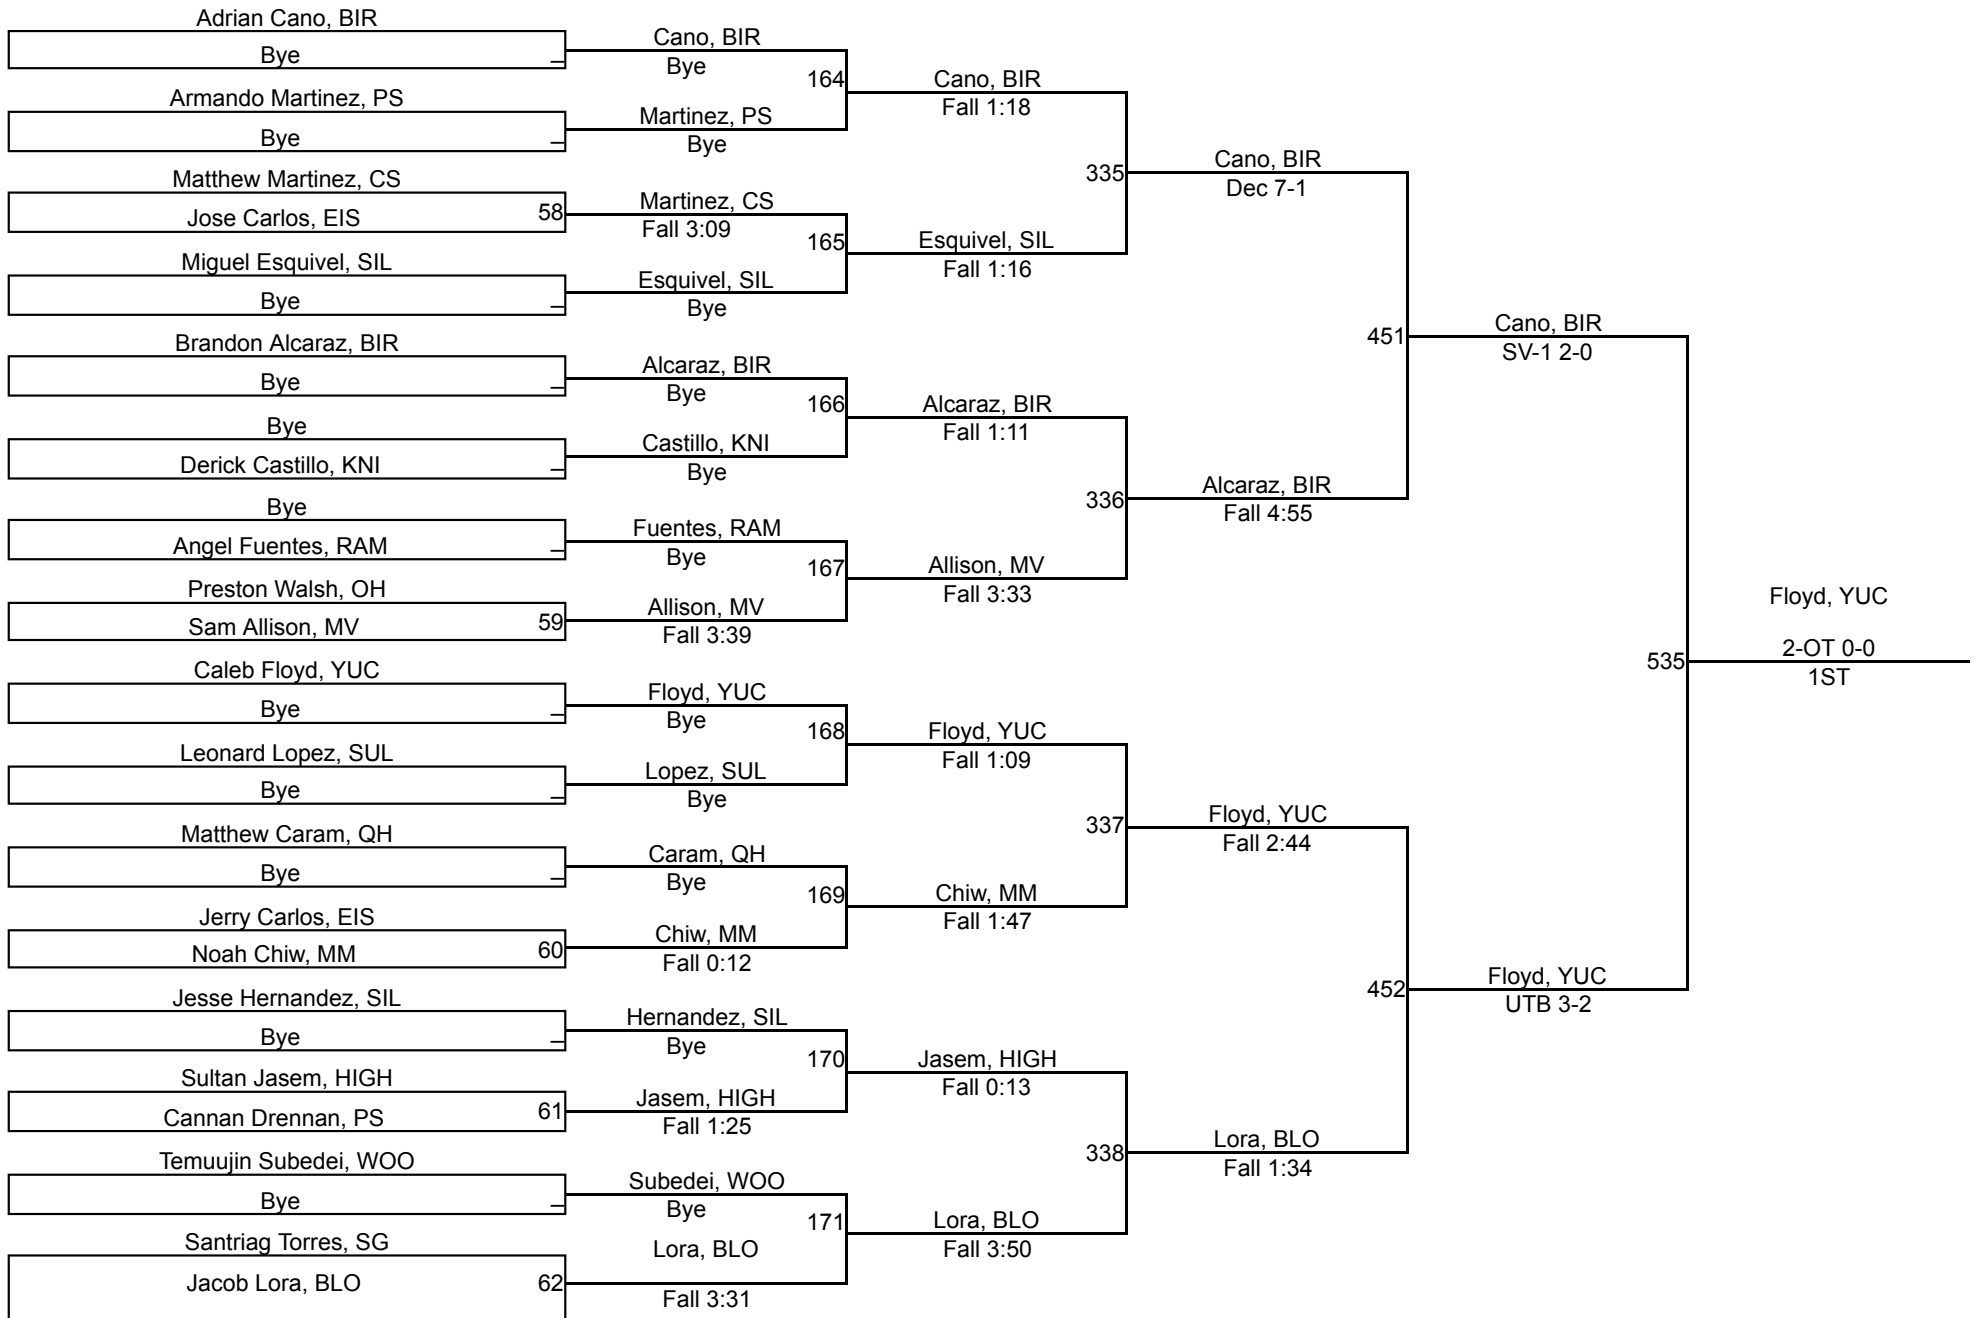 Adrian Cano, BIR
Bye
_
Armando Martinez, PS
Bye
_
Matthew Martinez, CS
Jose Carlos, EIS
58
Miguel Esquivel, SIL
Bye
_
Brandon Alcaraz, BIR
Bye
_
Bye
Derick Castillo, KNI
_
Bye
Angel Fuentes, RAM
_
Preston Walsh, OH
Sam Allison, MV
59
Caleb Floyd, YUC
Bye
_
Leonard Lopez, SUL
Bye
_
Matthew Caram, QH
Bye
_
Jerry Carlos, EIS
Noah Chiw, MM
60
Jesse Hernandez, SIL
Bye
_
Sultan Jasem, HIGH
Cannan Drennan, PS
61
Temuujin Subedei, WOO
Bye
_
Santriag Torres, SG
Jacob Lora, BLO
62
Cano, BIR
Bye
164
Martinez, PS
Bye
Martinez, CS
Fall 3:09
165
Esquivel, SIL
Bye
Alcaraz, BIR
Bye
166
Castillo, KNI
Bye
Fuentes, RAM
Bye
167
Allison, MV
Fall 3:39
Floyd, YUC
Bye
168
Lopez, SUL
Bye
Caram, QH
Bye
169
Chiw, MM
Fall 0:12
Hernandez, SIL
Bye
170
Jasem, HIGH
Fall 1:25
Subedei, WOO
Bye
171
Lora, BLO
Fall 3:31
Cano, BIR
Fall 1:18
335
Esquivel, SIL
Fall 1:16
Alcaraz, BIR
Fall 1:11
336
Allison, MV
Fall 3:33
Floyd, YUC
Fall 1:09
337
Chiw, MM
Fall 1:47
Jasem, HIGH
Fall 0:13
338
Lora, BLO
Fall 3:50
Cano, BIR
Dec 7-1
451
Alcaraz, BIR
Fall 4:55
Floyd, YUC
Fall 2:44
452
Lora, BLO
Fall 1:34
Cano, BIR
SV-1 2-0
535
Floyd, YUC
UTB 3-2
Floyd, YUC
2-OT 0-0
1ST